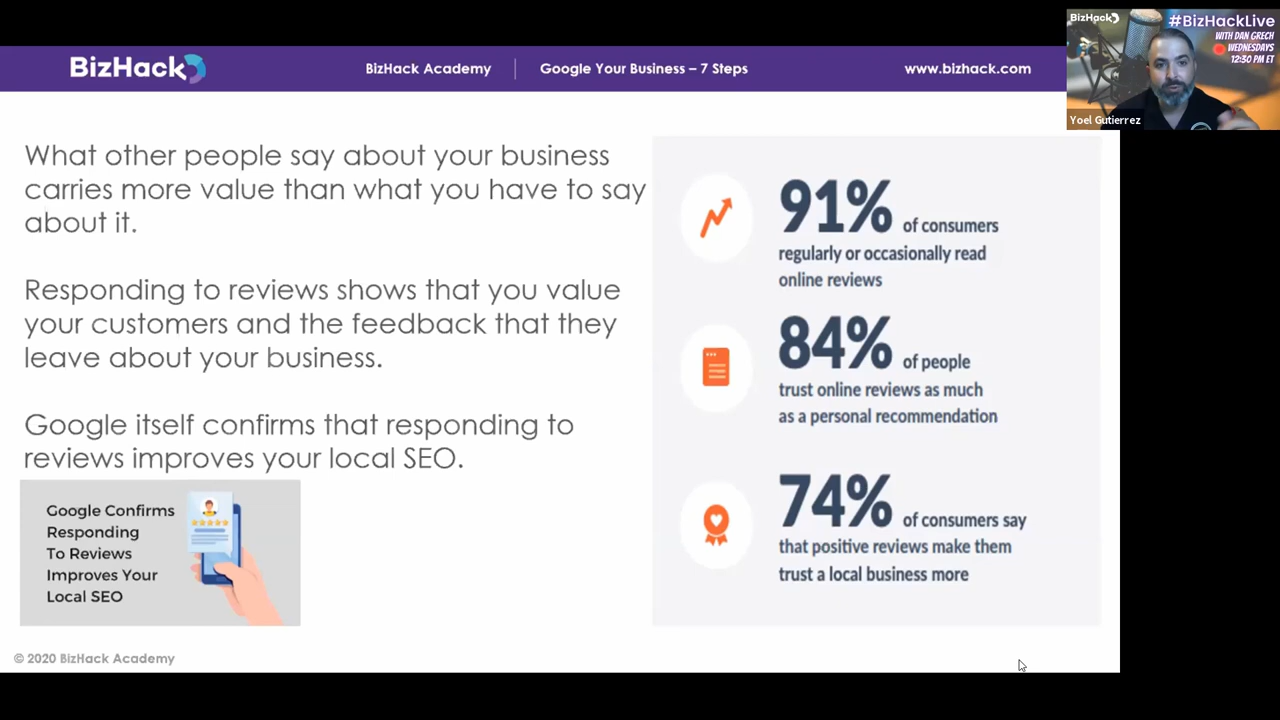 BizHack
BizHack Academy
Google Your Business – 7 Steps
www.bizhack.com
BizHack
#BizHackLive
WITH DAN GRECH
WEDNESDAYS
12:30 PM ET
Yoel Gutierrez
What other people say about your business
carries more value than what you have to say
about it.
Responding to reviews shows that you value
your customers and the feedback that they
leave about your business.
Google itself confirms that responding to
reviews improves your local SEO.
Google Confirms
Responding
To Reviews
Improves Your
Local SEO
91% of consumers
regularly or occasionally read
online reviews
84% of people
trust online reviews as much
as a personal recommendation
74% of consumers say
that positive reviews make them
trust a local business more
© 2020 BizHack Academy